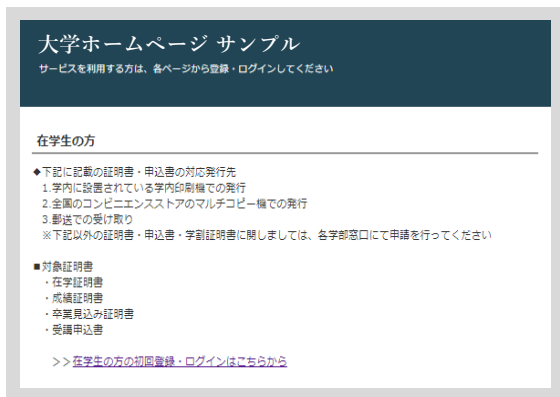 大学ホームページ サンプル
サービスを利用する方は、各ページから登録・ログインしてください
在学生の方
◆下記に記載の証明書・申込書の対応発行先
1.学内に設置されている学内印刷機での発行
2.全国のコンビニエンスストアのマルチコピー機での発行
3.郵送での受け取り
※下記以外の証明書・申込書・学割証明書に関しましては、各学部窓口にて申請を行ってください
■対象証明書
・在学証明書
・成績証明書
・卒業見込み証明書
・受講申込書
>>在学生の方の初回登録・ログインはこちらから